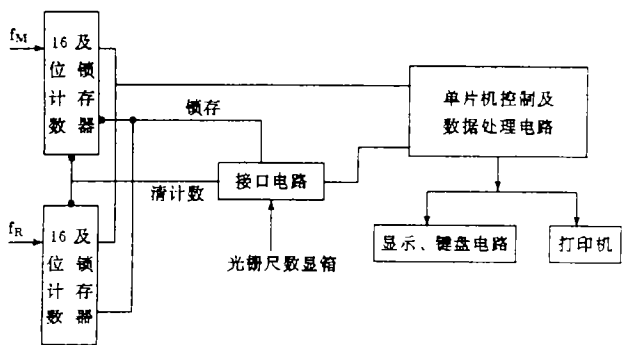 f_M
16 及
位 锁
计 存
数 器
锁存
单片机控制及
数据处理电路
清计数
接口电路
f_R
16 及
位 锁
计 存
数 器
光栅尺数显箱
显示、键盘电路
打印机